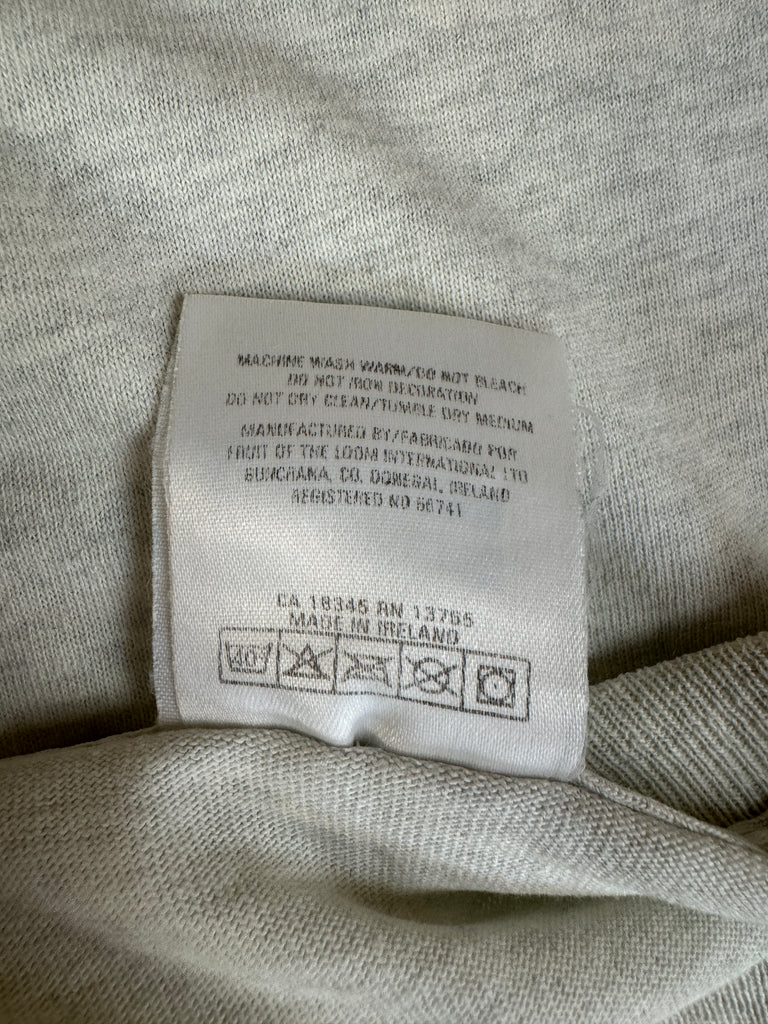 MACHINE WASH WARM/DO NOT BLEACH
DO NOT IRON DECORATION
DO NOT DRY CLEAN/TUMBLE DRY MEDIUM
MANUFACTURED BY/FABRICADO POR
FRUIT OF THE LOOM INTERNATIONAL LTD
BUNCRANA, CO. DONEGAL, IRELAND
REGISTERED NO 56741
CA 18345 RN 13765
MADE IN IRELAND
40